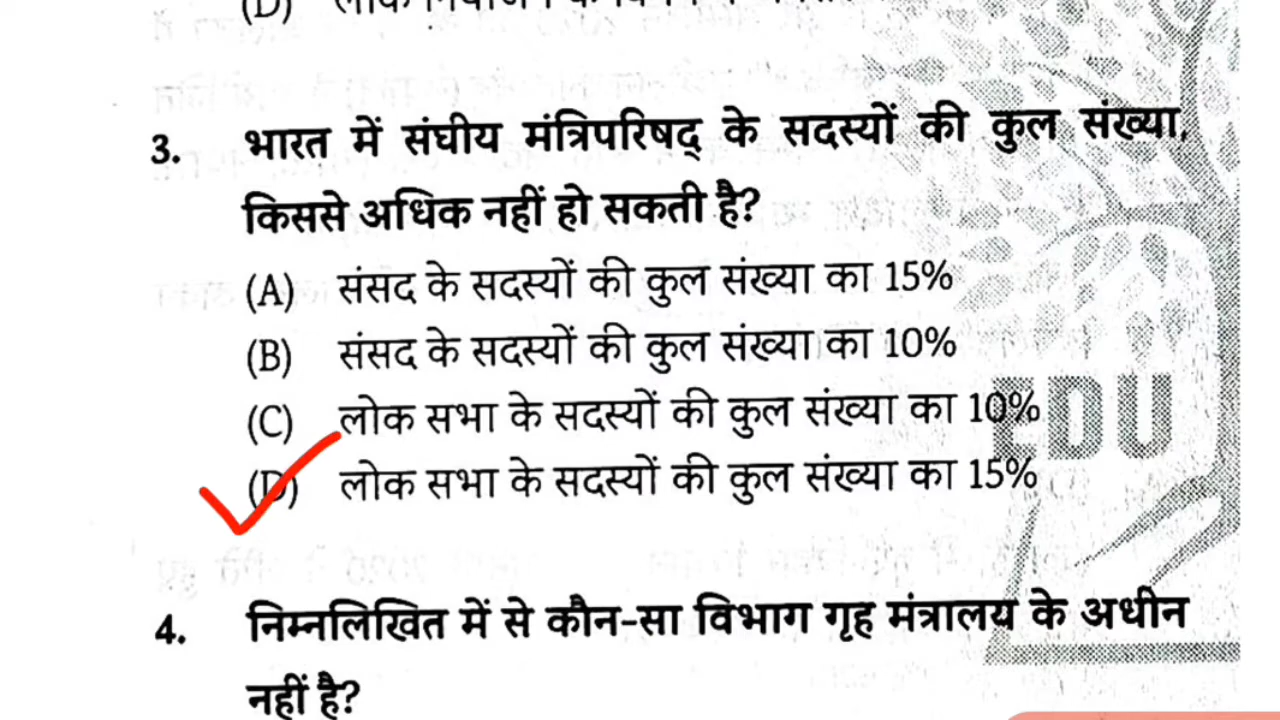 (D)
3. भारत में संघीय मंत्रिपरिषद् के सदस्यों की कुल संख्या,
किससे अधिक नहीं हो सकती है?
(A) संसद के सदस्यों की कुल संख्या का 15%
(B) संसद के सदस्यों की कुल संख्या का 10%
(C) लोक सभा के सदस्यों की कुल संख्या का 10%
(D) लोक सभा के सदस्यों की कुल संख्या का 15%
EDU
4. निम्नलिखित में से कौन-सा विभाग गृह मंत्रालय के अधीन
नहीं है?